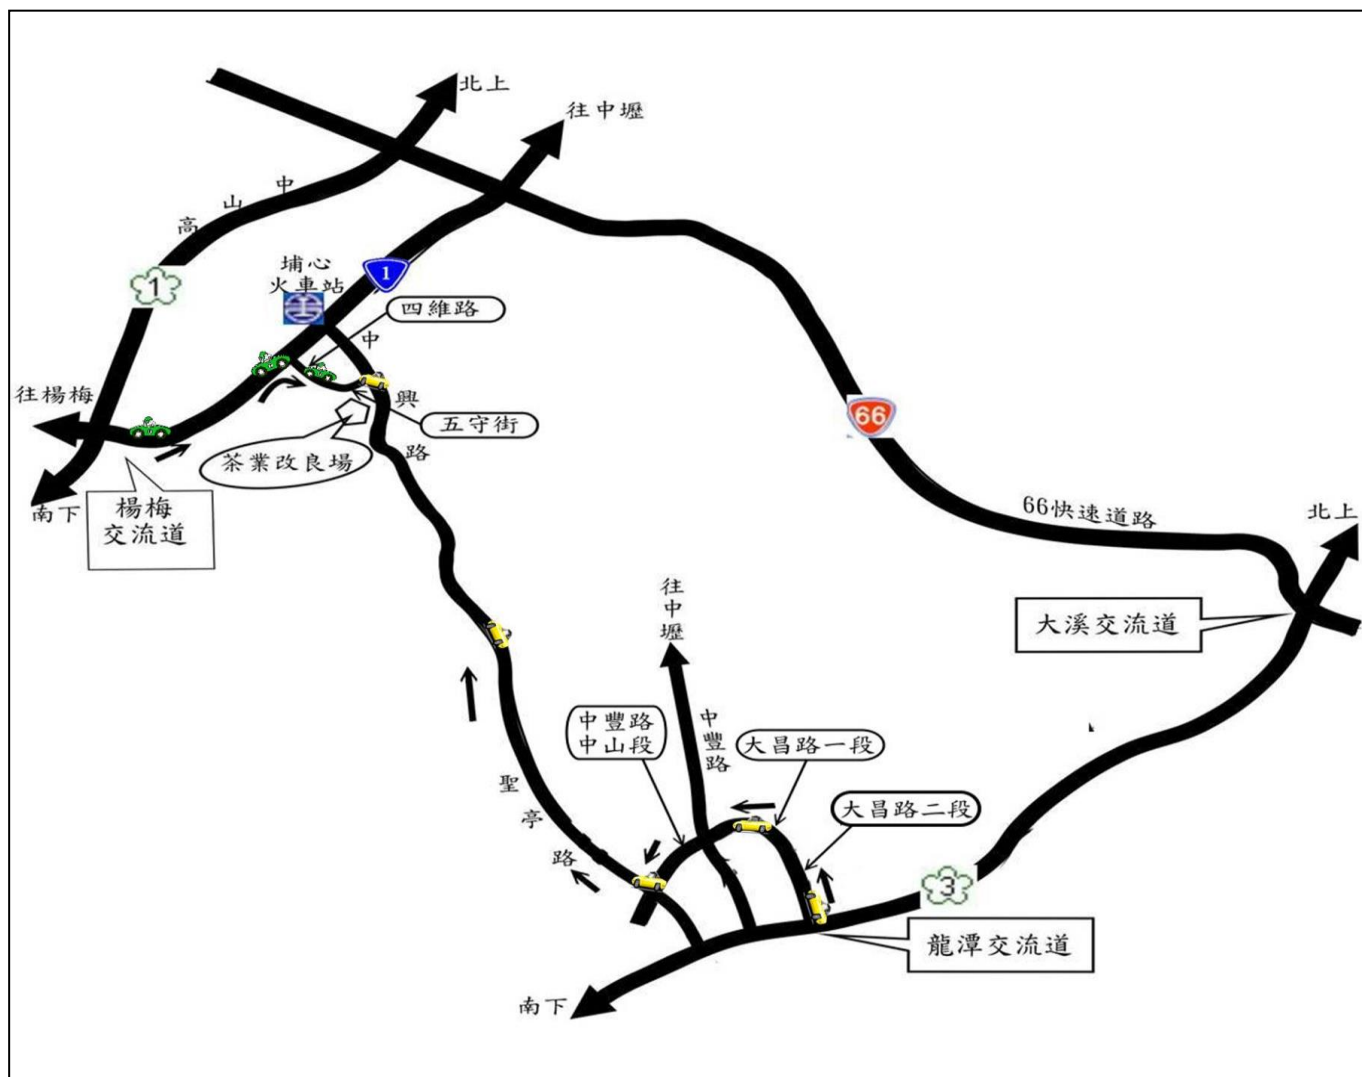 北上
往中壢
中山高
1
埔心
火車站
1
四維路
中興路
往楊梅
五守街
茶業改良場
66
南下
楊梅
交流道
66快速道路
北上
往中壢
大溪交流道
中豐路
中山段
中豐路
大昌路一段
聖亭路
大昌路二段
3
龍潭交流道
南下